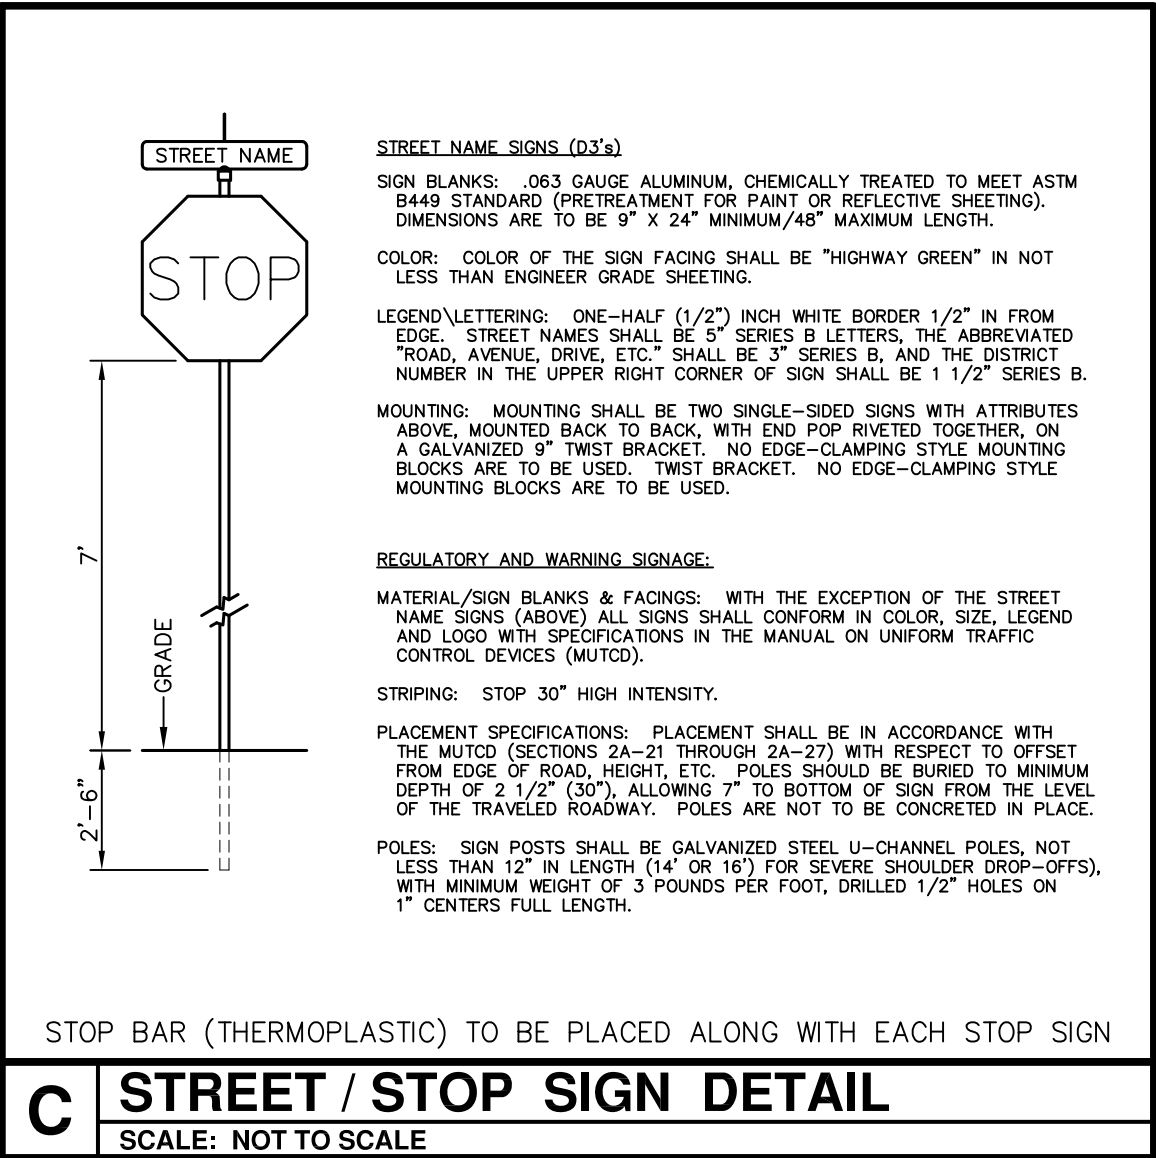 STREET NAME
STOP
7'
GRADE
2'-6"
STREET NAME SIGNS (D3's)
SIGN BLANKS: .063 GAUGE ALUMINUM, CHEMICALLY TREATED TO MEET ASTM
B449 STANDARD (PRETREATMENT FOR PAINT OR REFLECTIVE SHEETING).
DIMENSIONS ARE TO BE 9" X 24" MINIMUM/48" MAXIMUM LENGTH.
COLOR: COLOR OF THE SIGN FACING SHALL BE "HIGHWAY GREEN" IN NOT
LESS THAN ENGINEER GRADE SHEETING.
LEGEND\LETTERING: ONE-HALF (1/2") INCH WHITE BORDER 1/2" IN FROM
EDGE. STREET NAMES SHALL BE 5" SERIES B LETTERS, THE ABBREVIATED
"ROAD, AVENUE, DRIVE, ETC." SHALL BE 3" SERIES B, AND THE DISTRICT
NUMBER IN THE UPPER RIGHT CORNER OF SIGN SHALL BE 1 1/2" SERIES B.
MOUNTING: MOUNTING SHALL BE TWO SINGLE-SIDED SIGNS WITH ATTRIBUTES
ABOVE, MOUNTED BACK TO BACK, WITH END POP RIVETED TOGETHER, ON
A GALVANIZED 9" TWIST BRACKET. NO EDGE-CLAMPING STYLE MOUNTING
BLOCKS ARE TO BE USED. TWIST BRACKET. NO EDGE-CLAMPING STYLE
MOUNTING BLOCKS ARE TO BE USED.
REGULATORY AND WARNING SIGNAGE:
MATERIAL/SIGN BLANKS & FACINGS: WITH THE EXCEPTION OF THE STREET
NAME SIGNS (ABOVE) ALL SIGNS SHALL CONFORM IN COLOR, SIZE, LEGEND
AND LOGO WITH SPECIFICATIONS IN THE MANUAL ON UNIFORM TRAFFIC
CONTROL DEVICES (MUTCD).
STRIPING: STOP 30" HIGH INTENSITY.
PLACEMENT SPECIFICATIONS: PLACEMENT SHALL BE IN ACCORDANCE WITH
THE MUTCD (SECTIONS 2A-21 THROUGH 2A-27) WITH RESPECT TO OFFSET
FROM EDGE OF ROAD, HEIGHT, ETC. POLES SHOULD BE BURIED TO MINIMUM
DEPTH OF 2 1/2" (30"), ALLOWING 7" TO BOTTOM OF SIGN FROM THE LEVEL
OF THE TRAVELED ROADWAY. POLES ARE NOT TO BE CONCRETED IN PLACE.
POLES: SIGN POSTS SHALL BE GALVANIZED STEEL U-CHANNEL POLES, NOT
LESS THAN 12" IN LENGTH (14' OR 16') FOR SEVERE SHOULDER DROP-OFFS),
WITH MINIMUM WEIGHT OF 3 POUNDS PER FOOT, DRILLED 1/2" HOLES ON
1" CENTERS FULL LENGTH.
STOP BAR (THERMOPLASTIC) TO BE PLACED ALONG WITH EACH STOP SIGN
C
STREET / STOP SIGN DETAIL
SCALE: NOT TO SCALE